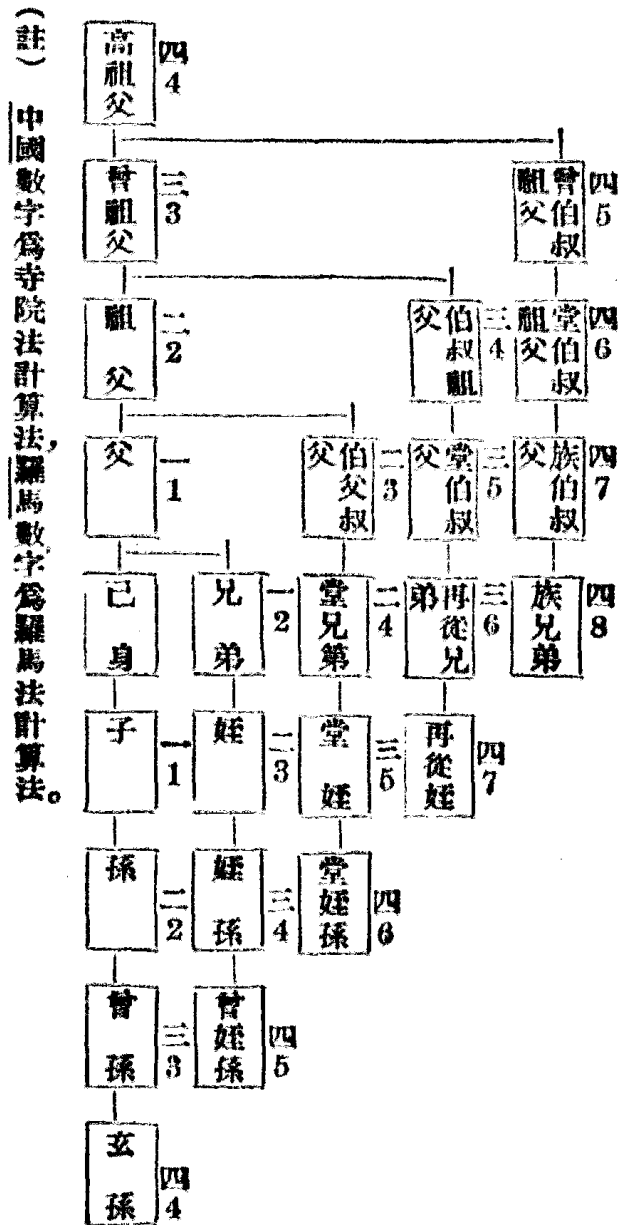 高祖父
四4
曾祖父
三3
曾伯叔
祖父
四5
祖父
二2
伯叔祖
父
三4
堂伯叔
祖父
四6
父
一1
伯父叔
父
二3
堂伯叔
父
三5
族伯叔
父
四7
已身
兄弟
一2
堂兄第
二4
再從兄
弟
三6
族兄弟
四8
子
一1
姪
二3
堂姪
三5
再從姪
四7
孫
二2
姪孫
三4
堂姪孫
四6
曾孫
三3
曾姪孫
四5
玄孫
四4
(註) 中國數字爲寺院法計算法，羅馬數字爲羅馬法計算法。